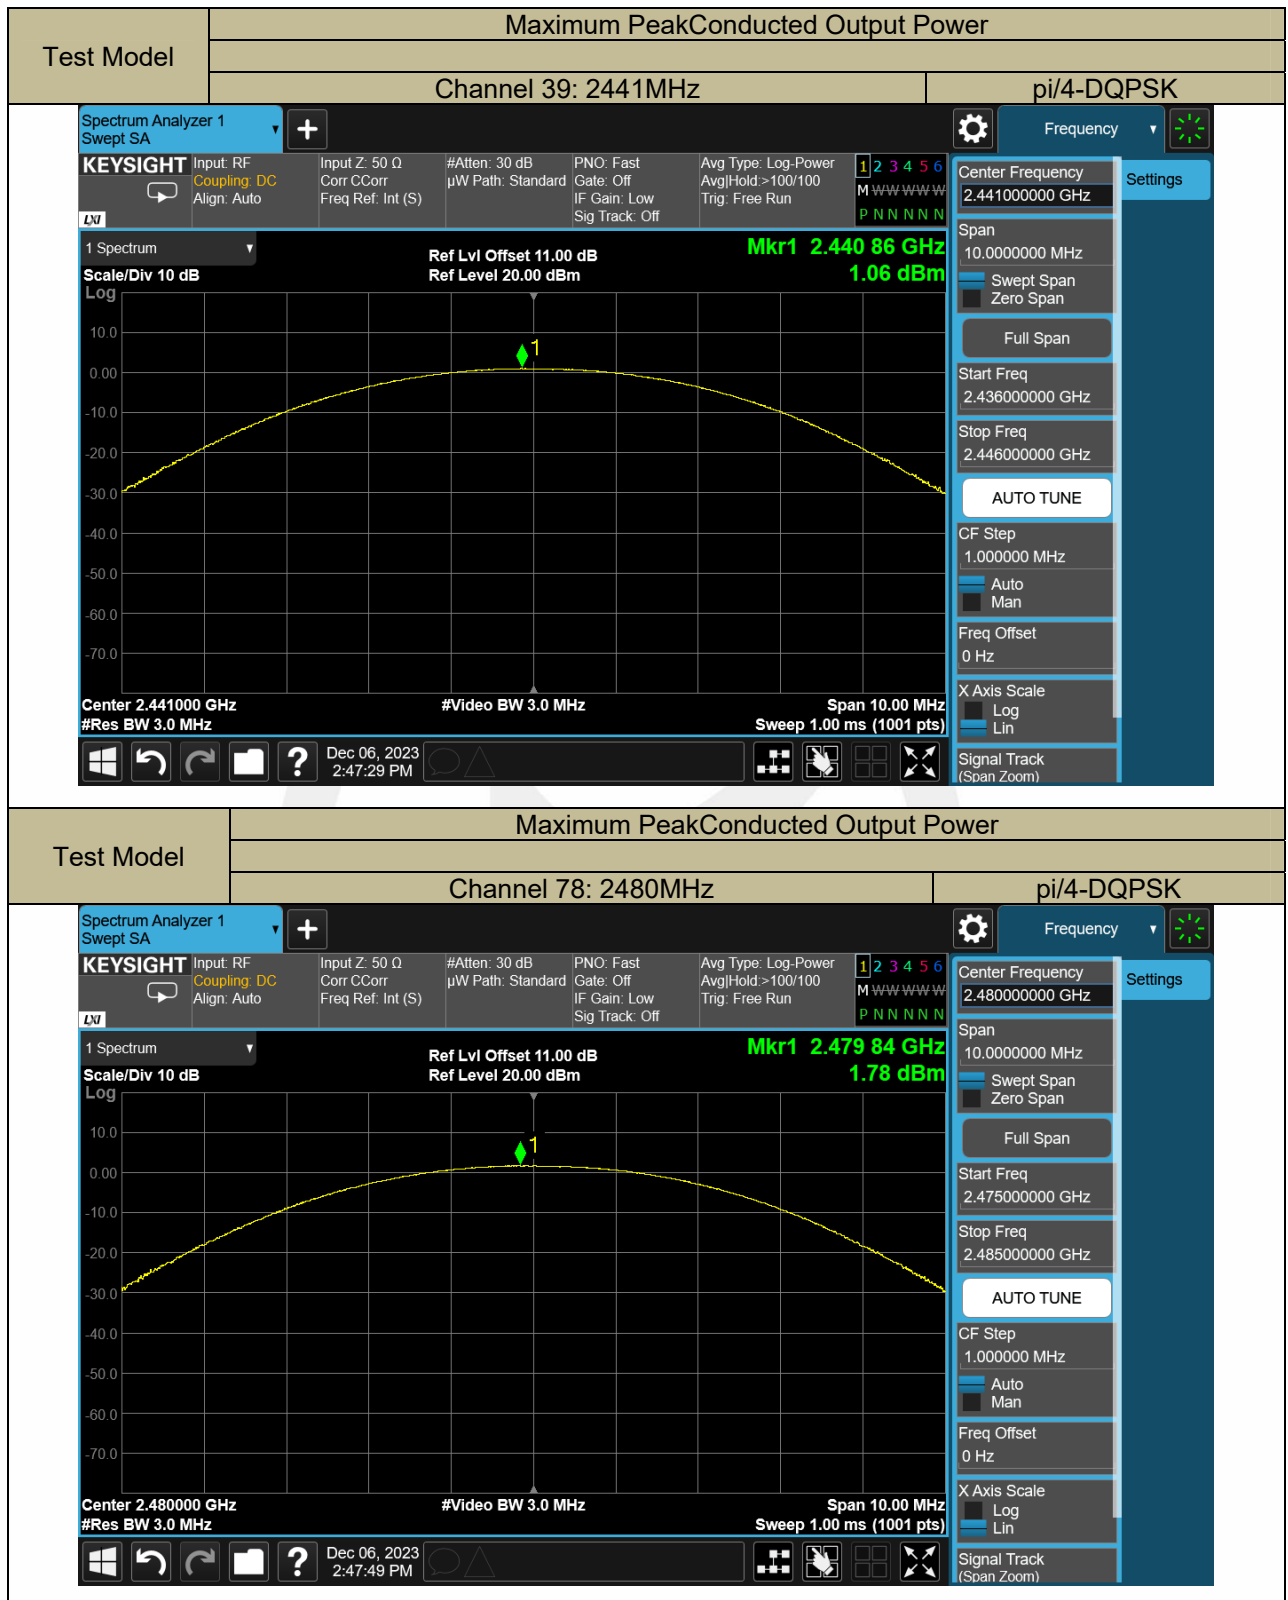 Test Model
Maximum PeakConducted Output Power
Channel 39: 2441MHz
pi/4-DQPSK
Spectrum Analyzer 1
Swept SA
Frequency
KEYSIGHT
LXI
Input: RF
Coupling: DC
Align: Auto
Input Z: 50 Ω
Corr CCorr
Freq Ref: Int (S)
#Atten: 30 dB
µW Path: Standard
PNO: Fast
Gate: Off
IF Gain: Low
Sig Track: Off
Avg Type: Log-Power
Avg|Hold:>100/100
Trig: Free Run
1 2 3 4 5 6
M W W W W W
P N N N N N
1 Spectrum
Scale/Div 10 dB
Log
Ref Lvl Offset 11.00 dB
Ref Level 20.00 dBm
Mkr1 2.440 86 GHz
1.06 dBm
1
10.0
0.00
-10.0
-20.0
-30.0
-40.0
-50.0
-60.0
-70.0
Center 2.441000 GHz
#Res BW 3.0 MHz
#Video BW 3.0 MHz
Span 10.00 MHz
Sweep 1.00 ms (1001 pts)
Dec 06, 2023
2:47:29 PM
Center Frequency
2.441000000 GHz
Settings
Span
10.0000000 MHz
Swept Span
Zero Span
Full Span
Start Freq
2.436000000 GHz
Stop Freq
2.446000000 GHz
AUTO TUNE
CF Step
1.000000 MHz
Auto
Man
Freq Offset
0 Hz
X Axis Scale
Log
Lin
Signal Track
(Span Zoom)
Test Model
Maximum PeakConducted Output Power
Channel 78: 2480MHz
pi/4-DQPSK
Spectrum Analyzer 1
Swept SA
Frequency
KEYSIGHT
LXI
Input: RF
Coupling: DC
Align: Auto
Input Z: 50 Ω
Corr CCorr
Freq Ref: Int (S)
#Atten: 30 dB
µW Path: Standard
PNO: Fast
Gate: Off
IF Gain: Low
Sig Track: Off
Avg Type: Log-Power
Avg|Hold:>100/100
Trig: Free Run
1 2 3 4 5 6
M W W W W W
P N N N N N
1 Spectrum
Scale/Div 10 dB
Log
Ref Lvl Offset 11.00 dB
Ref Level 20.00 dBm
Mkr1 2.479 84 GHz
1.78 dBm
1
10.0
0.00
-10.0
-20.0
-30.0
-40.0
-50.0
-60.0
-70.0
Center 2.480000 GHz
#Res BW 3.0 MHz
#Video BW 3.0 MHz
Span 10.00 MHz
Sweep 1.00 ms (1001 pts)
Dec 06, 2023
2:47:49 PM
Center Frequency
2.480000000 GHz
Settings
Span
10.0000000 MHz
Swept Span
Zero Span
Full Span
Start Freq
2.475000000 GHz
Stop Freq
2.485000000 GHz
AUTO TUNE
CF Step
1.000000 MHz
Auto
Man
Freq Offset
0 Hz
X Axis Scale
Log
Lin
Signal Track
(Span Zoom)